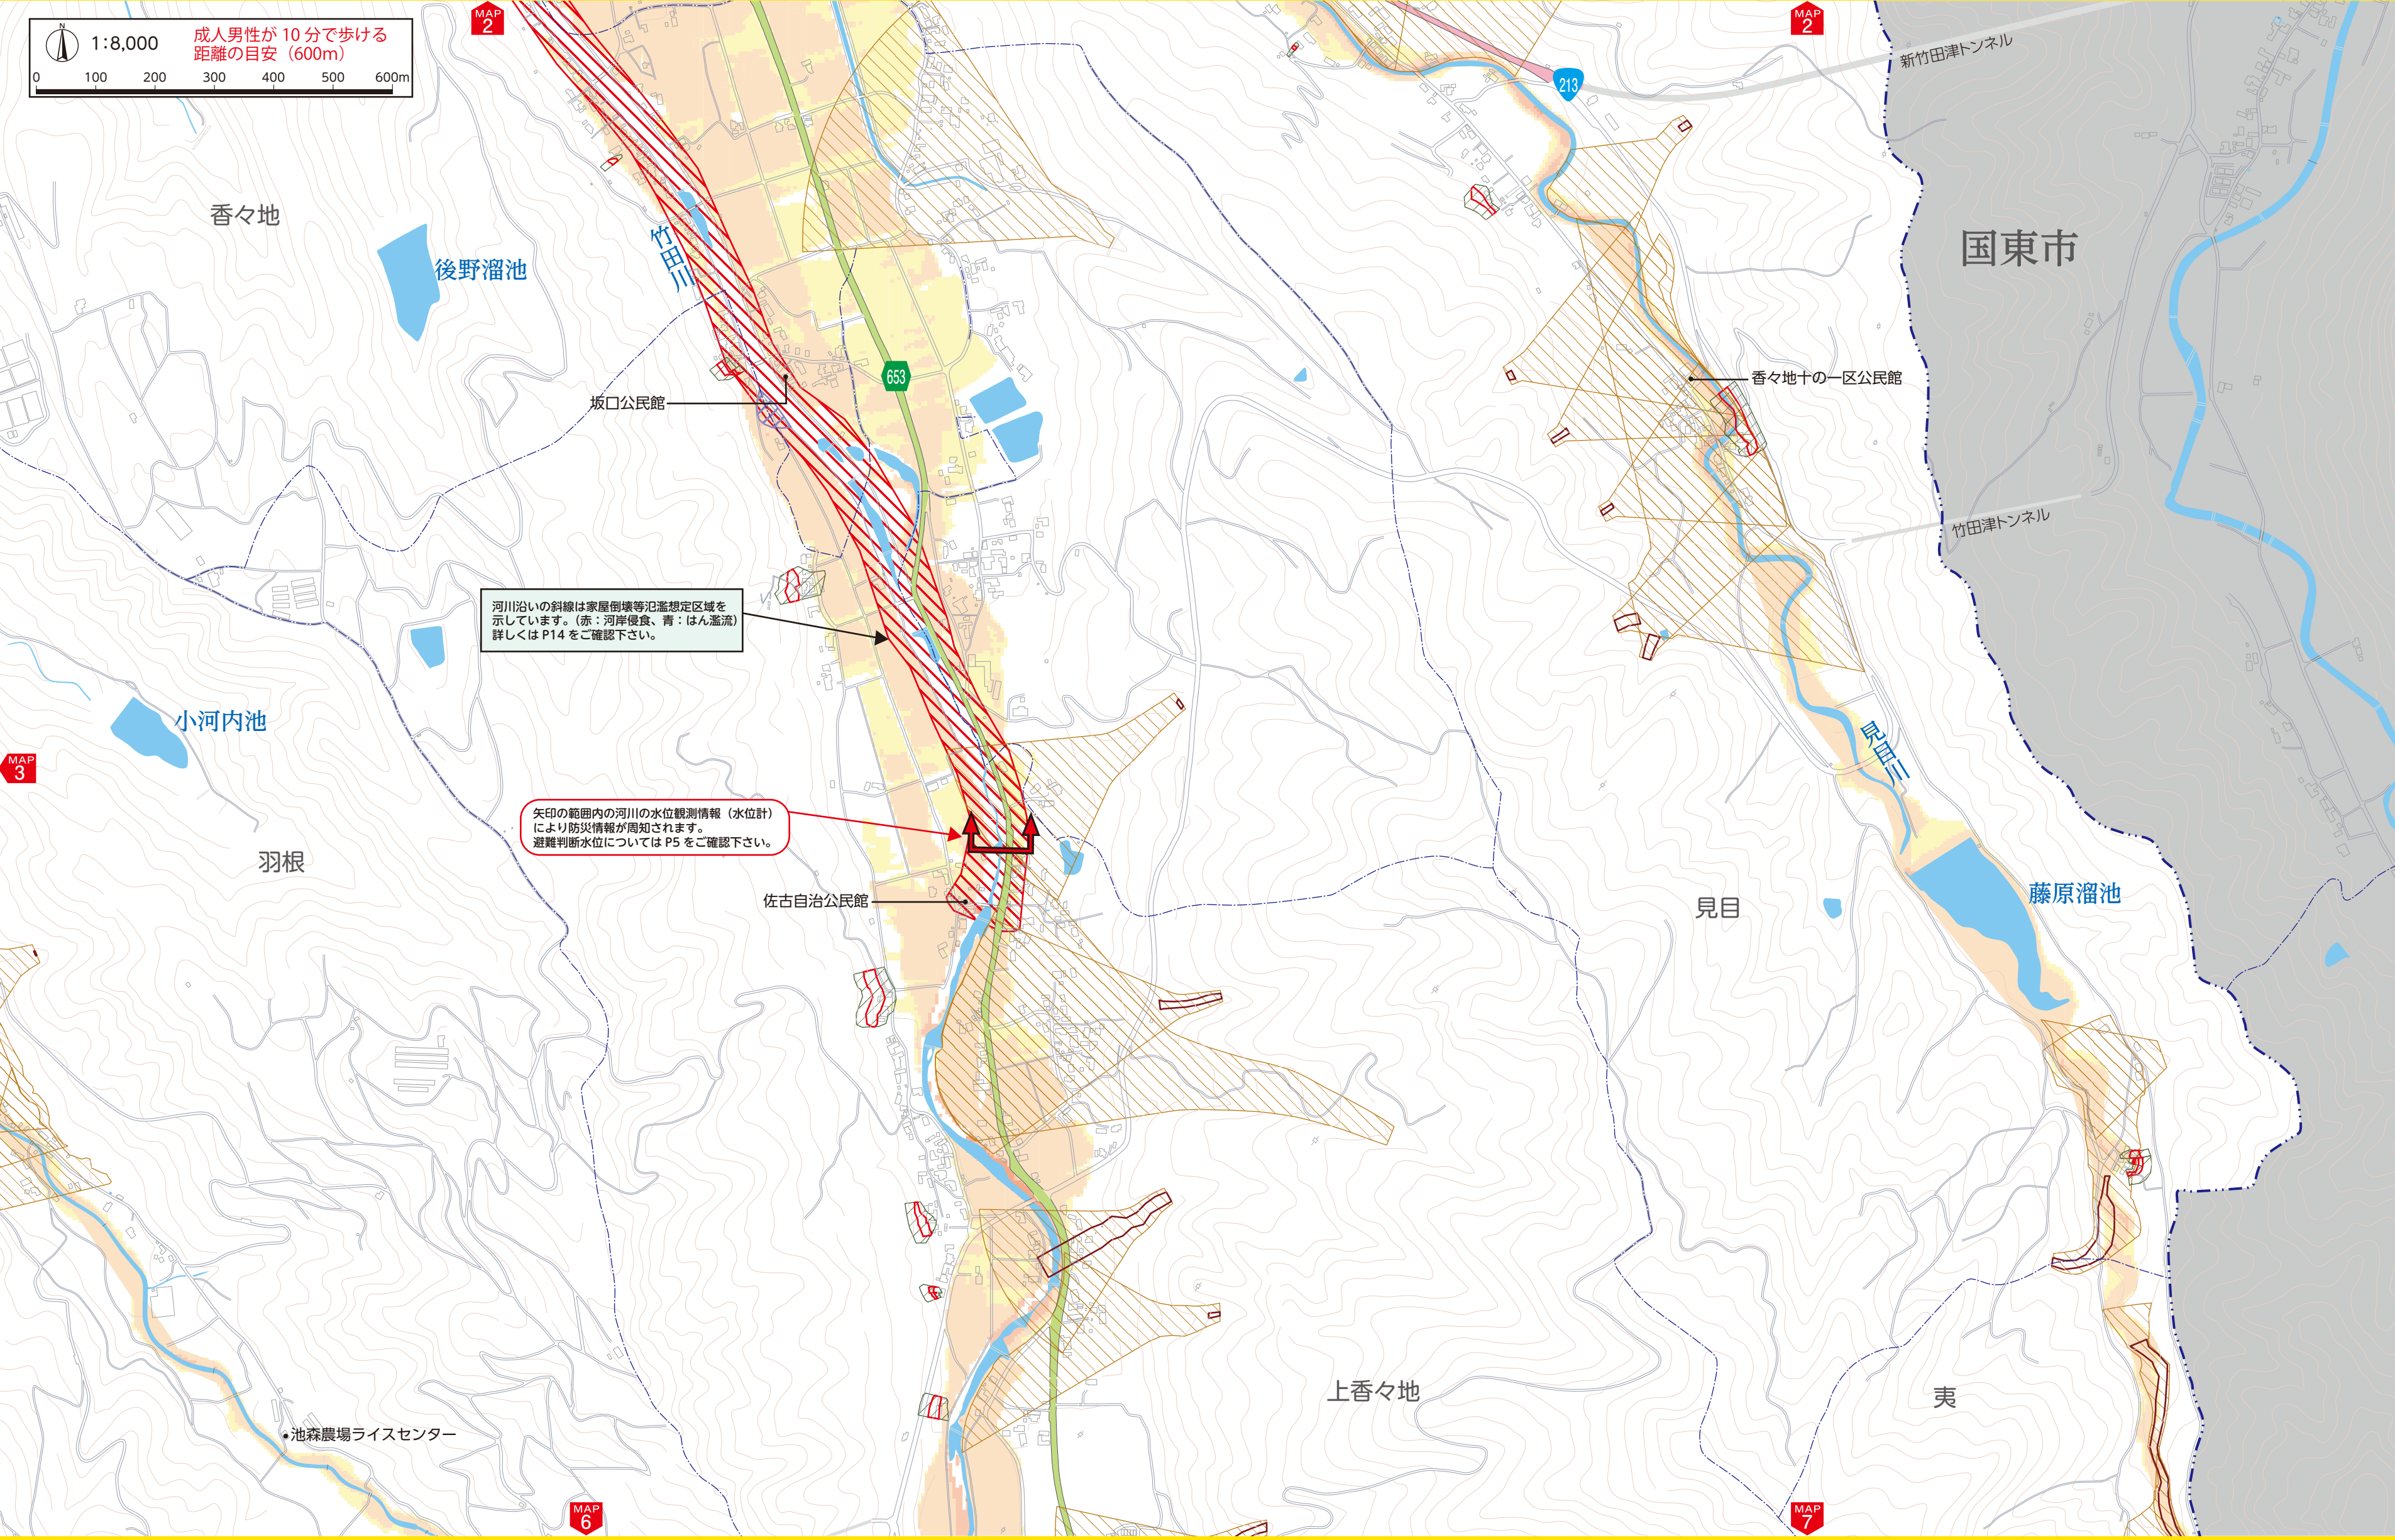 MAP
2
MAP
2
N
1:8,000
成人男性が 10 分で歩ける
距離の目安（600m）
0 100 200 300 400 500 600m
新竹田津トンネル
213
香々地
竹田川
後野溜池
国東市
653
坂口公民館
香々地十の一区公民館
竹田津トンネル
河川沿いの斜線は家屋倒壊等氾濫想定区域を
示しています。（赤：河岸侵食、青：はん濫流）
詳しくは P14 をご確認下さい。
小河内池
見目川
MAP
3
矢印の範囲内の河川の水位観測情報（水位計）
により防災情報が周知されます。
避難判断水位については P5 をご確認下さい。
羽根
佐古自治公民館
見目
藤原溜池
上香々地
夷
池森農場ライスセンター
MAP
6
MAP
7